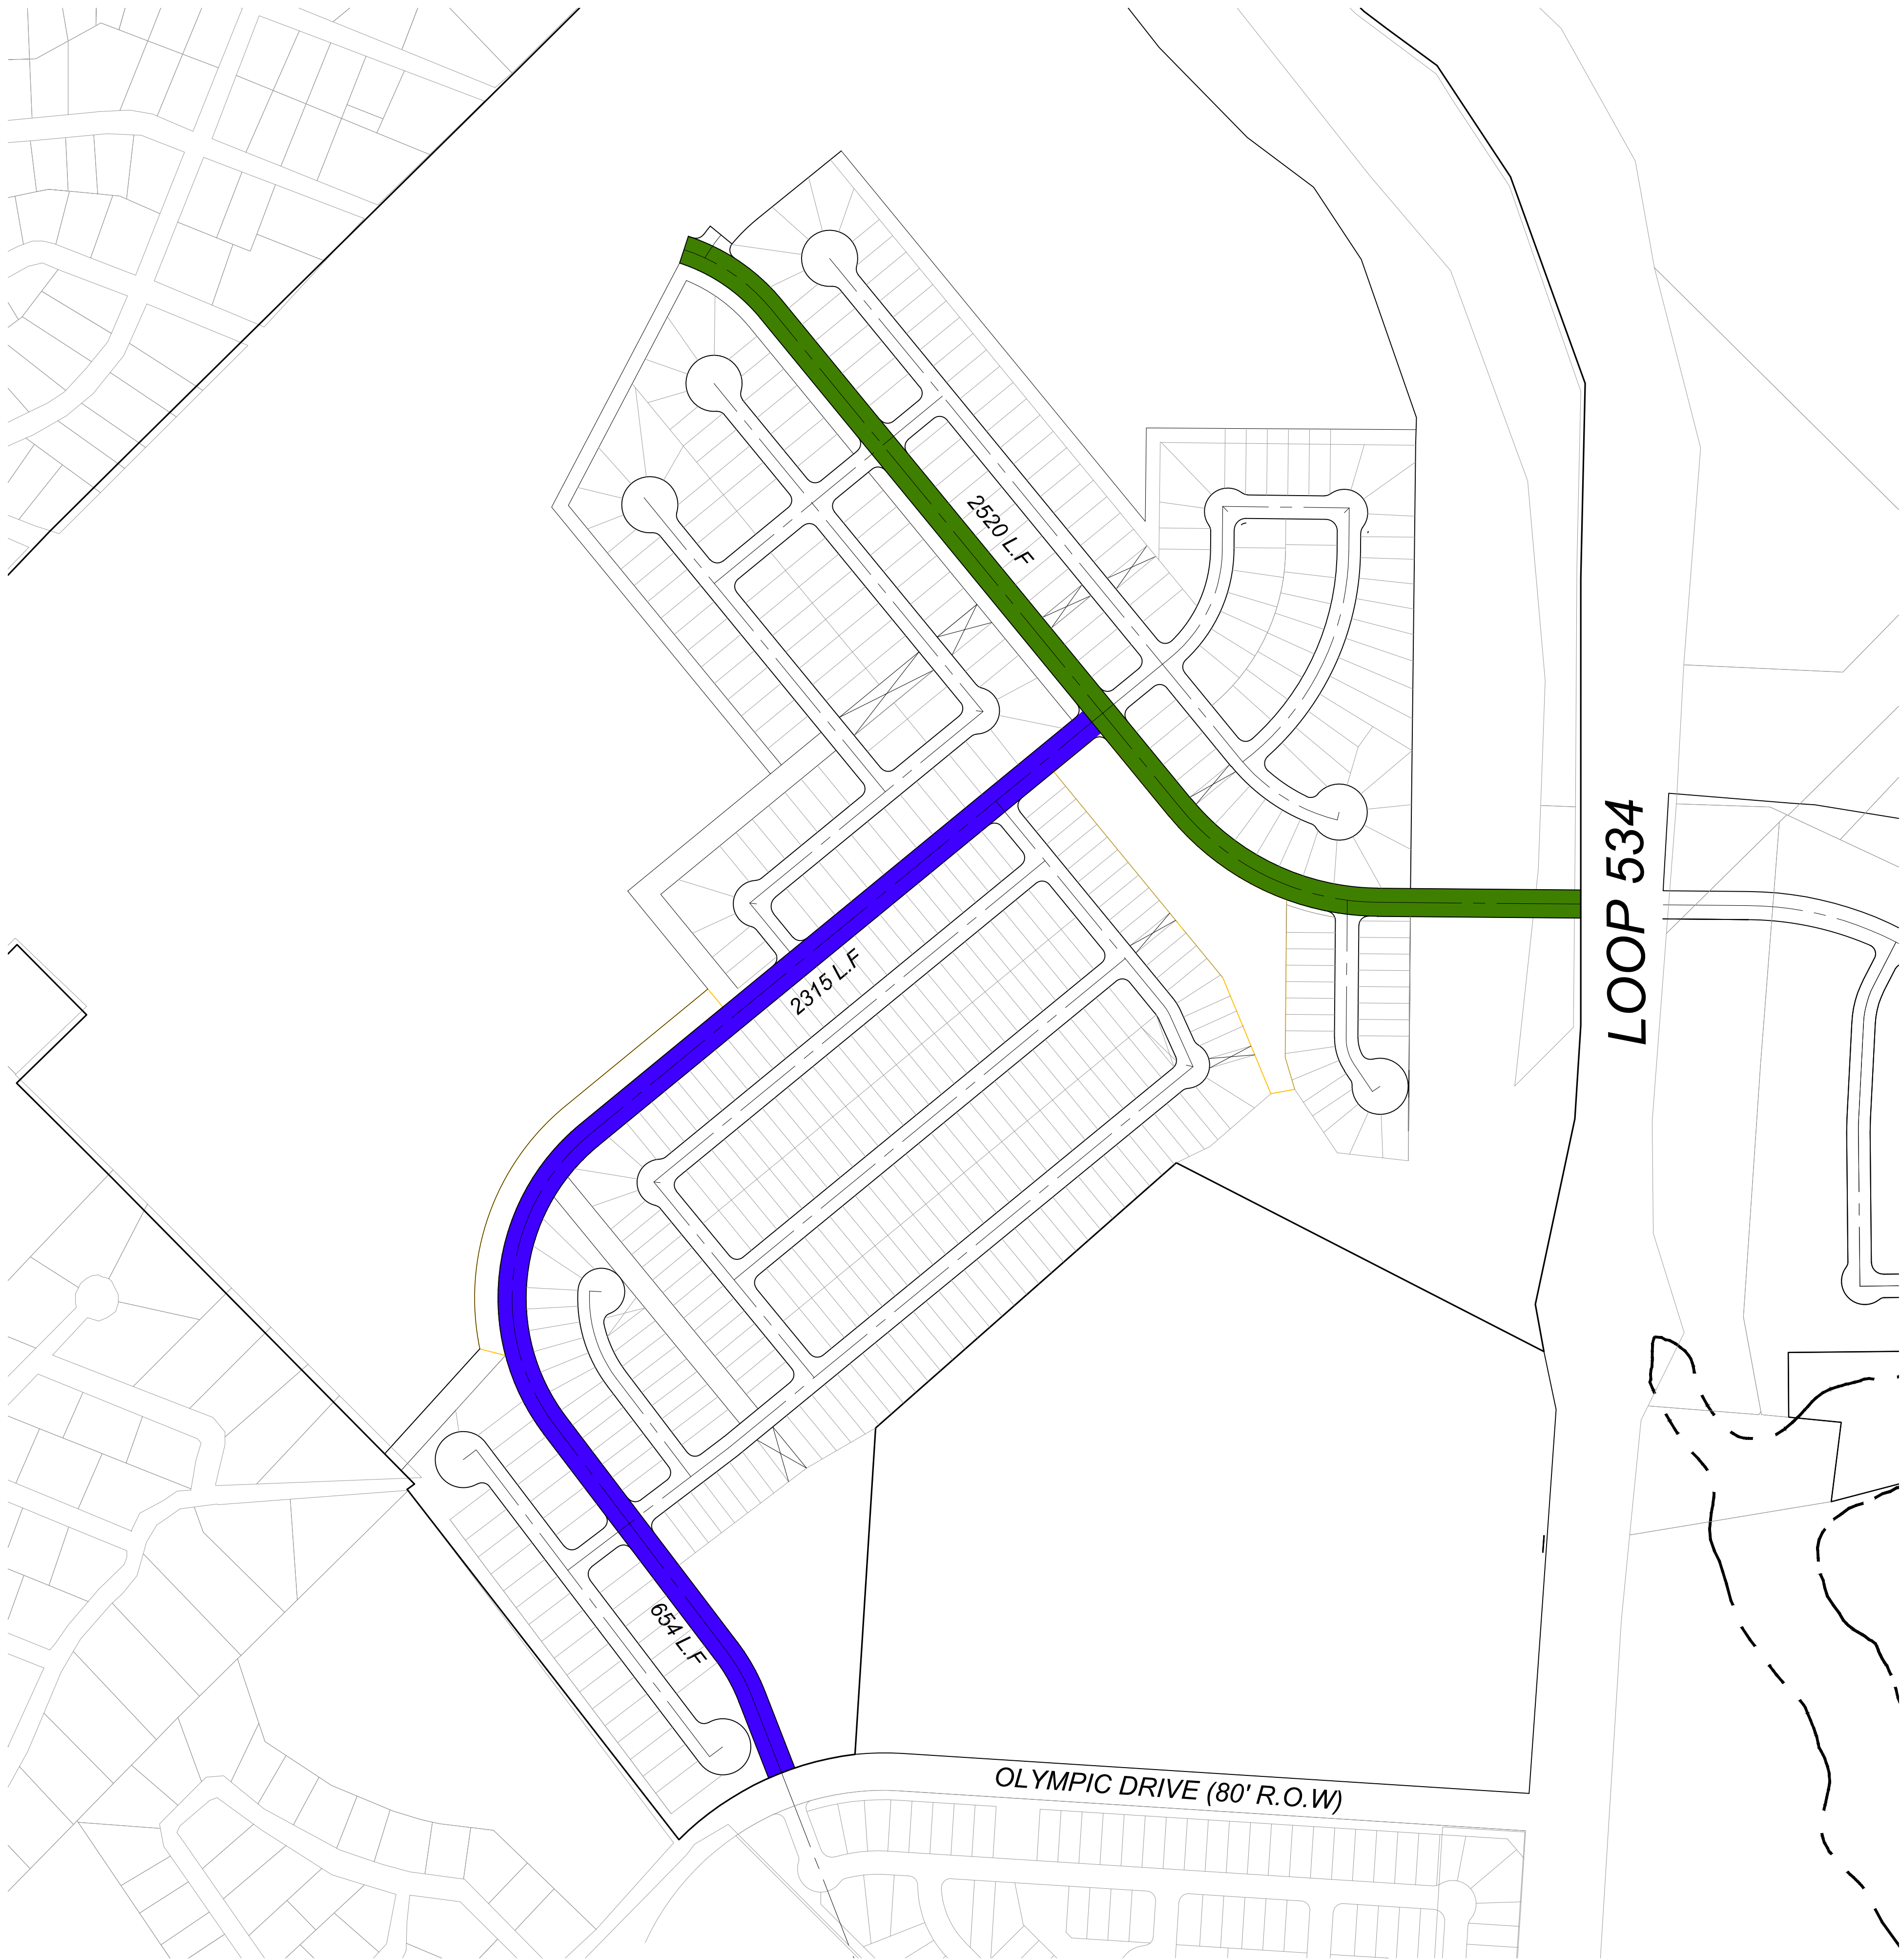 2520 L.F
LOOP 534
2315 L.F
654 L.F
OLYMPIC DRIVE (80' R.O.W)